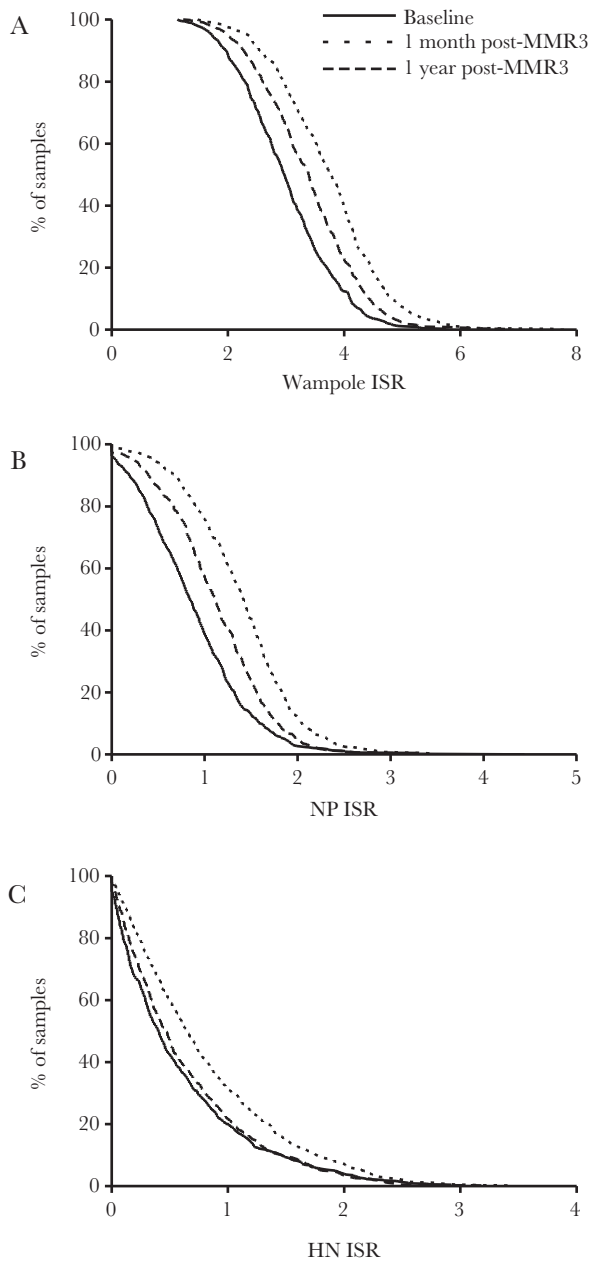 A
Baseline
1 month post-MMR3
1 year post-MMR3
100
80
60
40
20
0
% of samples
0 2 4 6 8
Wampole ISR
B
100
80
60
40
20
0
% of samples
0 1 2 3 4 5
NP ISR
C
100
80
60
40
20
0
% of samples
0 1 2 3 4
HN ISR